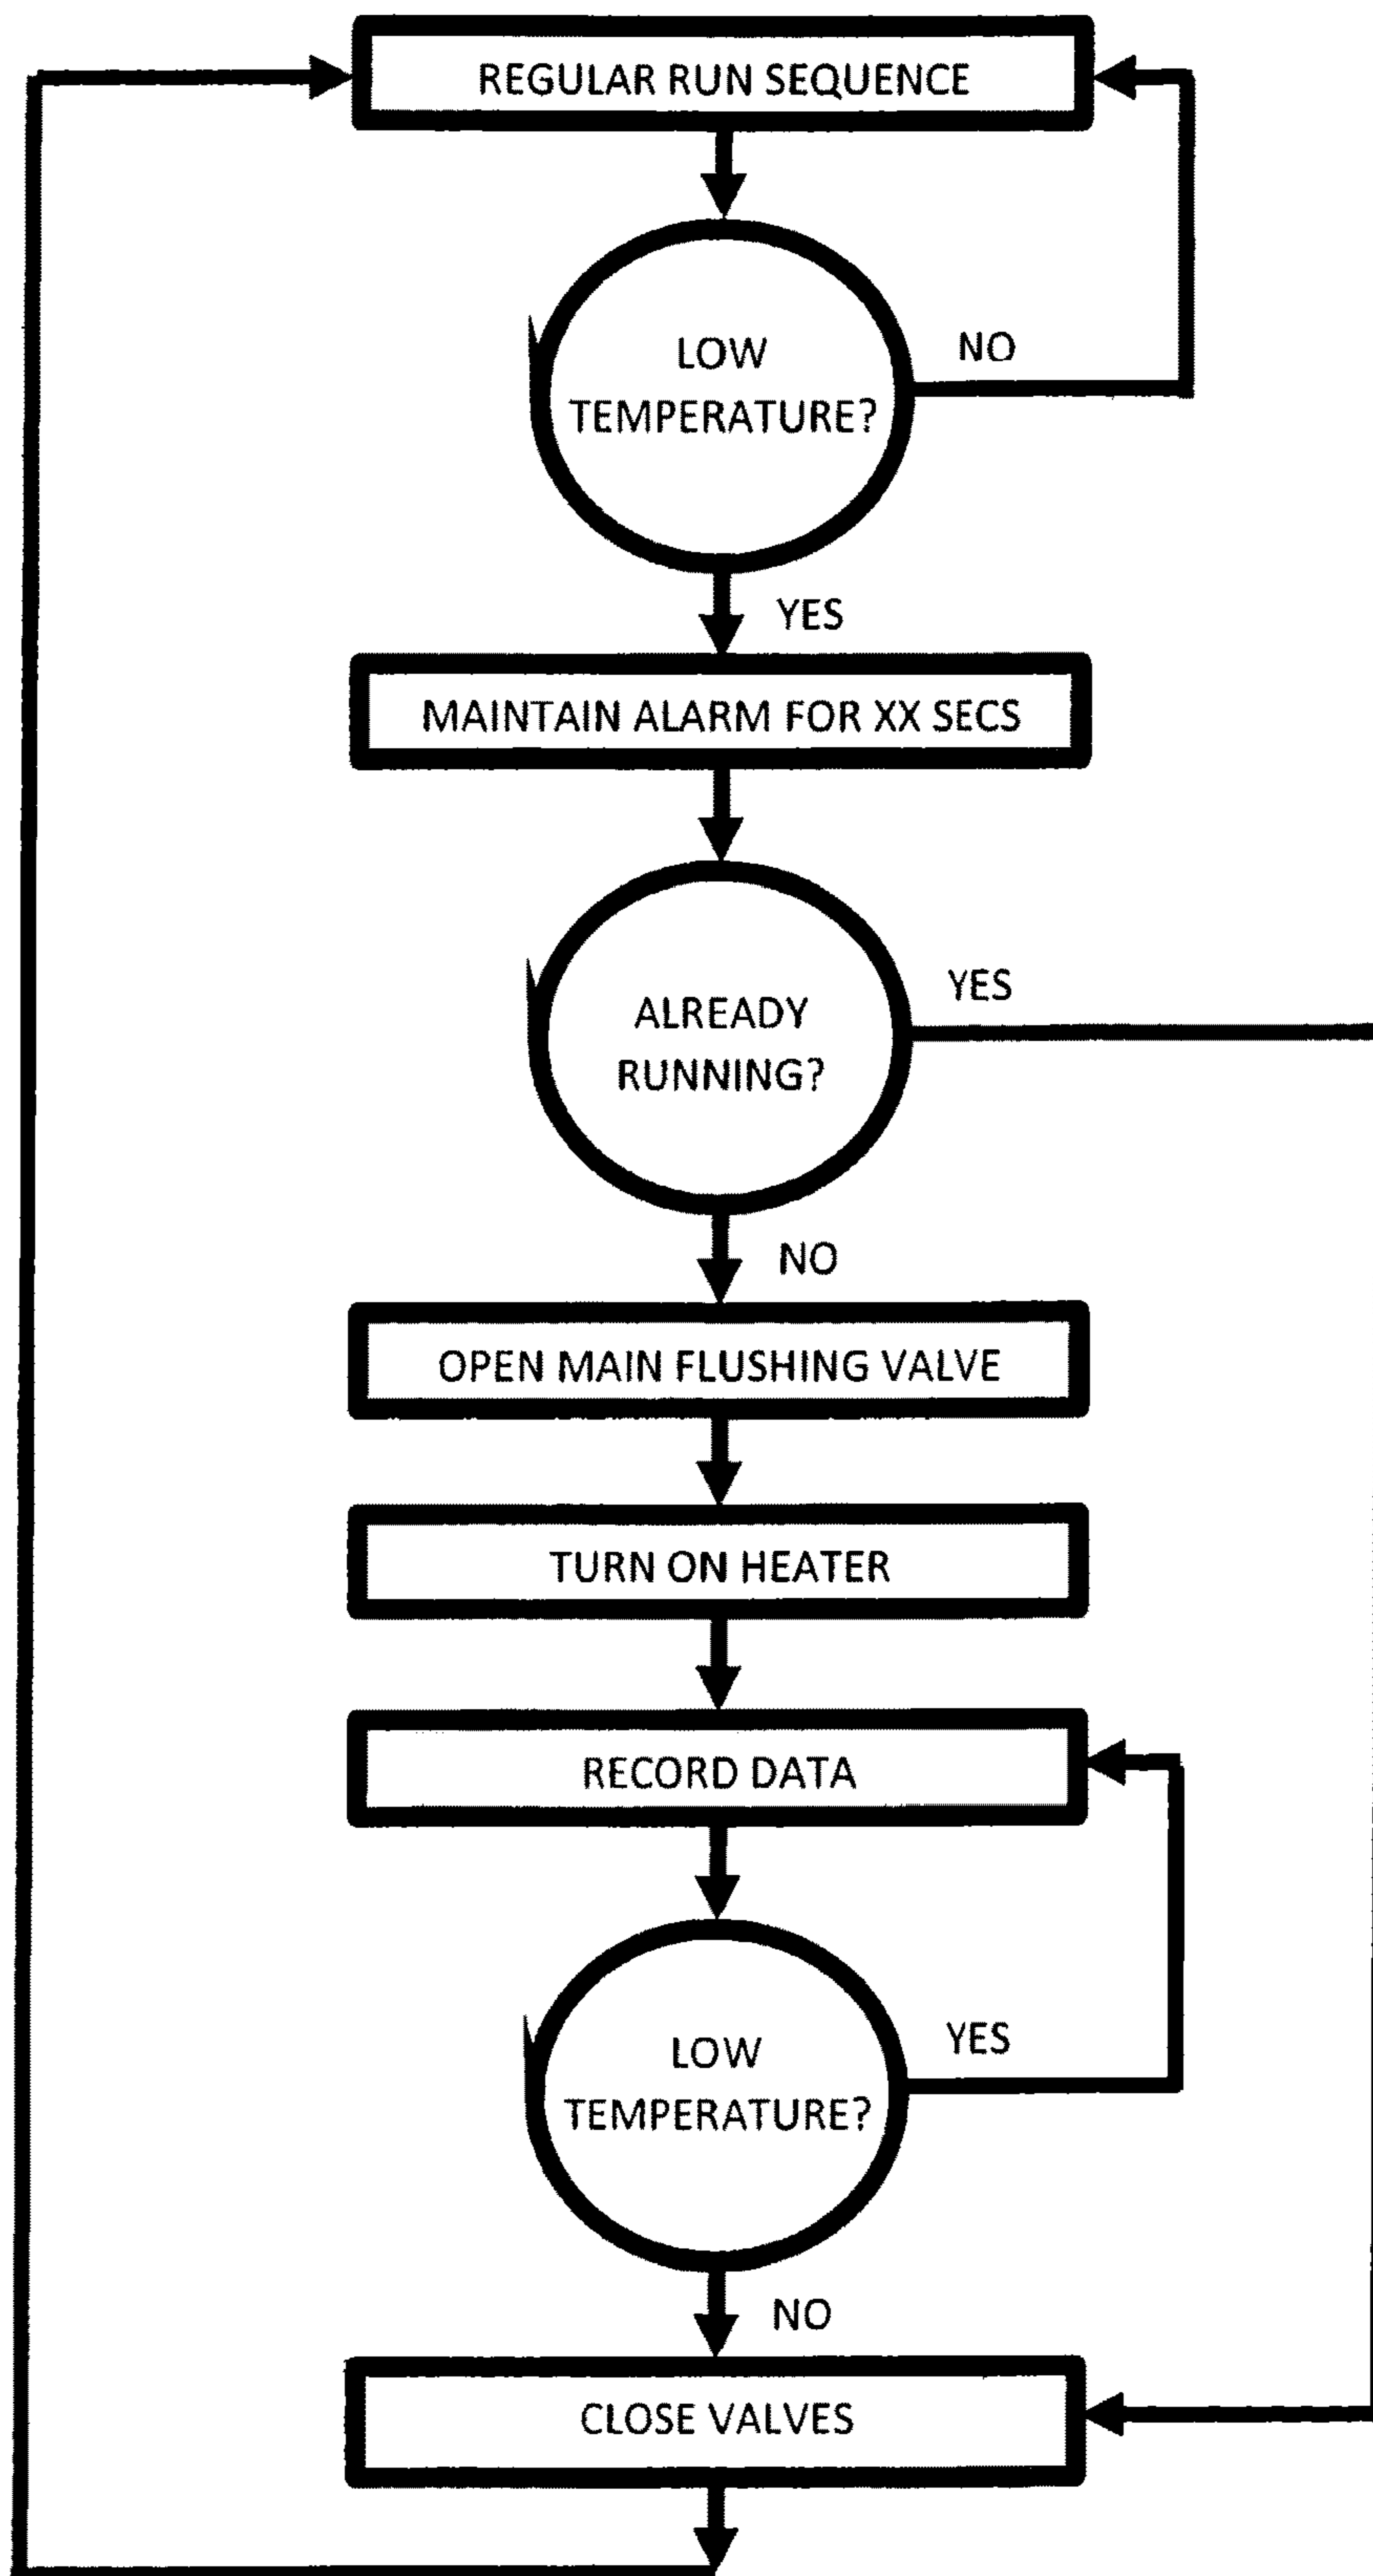 REGULAR RUN SEQUENCE
LOW
TEMPERATURE?
NO
YES
MAINTAIN ALARM FOR XX SECS
ALREADY
RUNNING?
YES
NO
OPEN MAIN FLUSHING VALVE
TURN ON HEATER
RECORD DATA
LOW
TEMPERATURE?
YES
NO
CLOSE VALVES